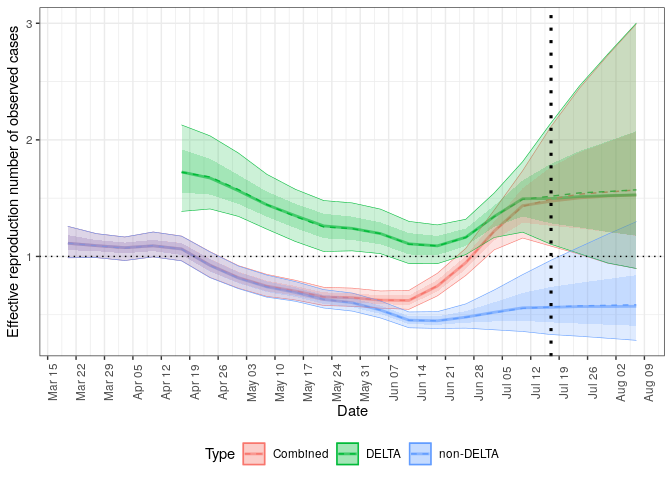 Effective reproduction number of observed cases
3
2
1
Mar 15
Mar 22
Mar 29
Apr 05
Apr 12
Apr 19
Apr 26
May 03
May 10
May 17
May 24
May 31
Jun 07
Jun 14
Jun 21
Jun 28
Jul 05
Jul 12
Jul 19
Jul 26
Aug 02
Aug 09
Date
Type Combined DELTA non-DELTA